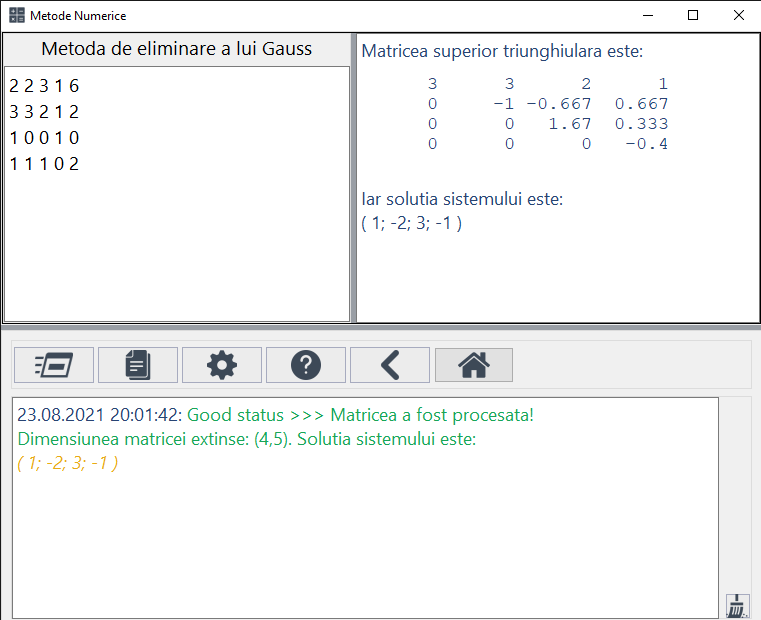 Metode Numerice
Metoda de eliminare a lui Gauss
2 2 3 1 6
3 3 2 1 2
1 0 0 1 0
1 1 1 0 2
Matricea superior triunghiulara este:
3 3 2 1
0 -1 -0.667 0.667
0 0 1.67 0.333
0 0 0 -0.4
Iar solutia sistemului este:
( 1; -2; 3; -1 )
23.08.2021 20:01:42: Good status >>> Matricea a fost procesata!
Dimensiunea matricei extinse: (4,5). Solutia sistemului este:
( 1; -2; 3; -1 )